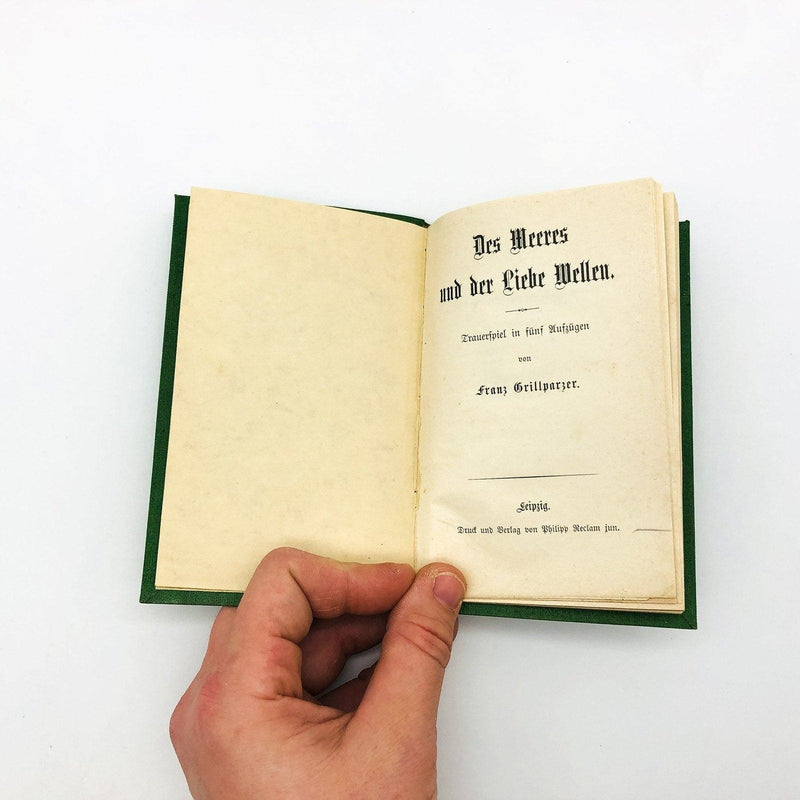 Des Meeres
und der Liebe Wellen.
Trauerſpiel in fünf Aufzügen
von
Franz Grillparzer.
Leipzig.
Druck und Verlag von Philipp Reclam jun.